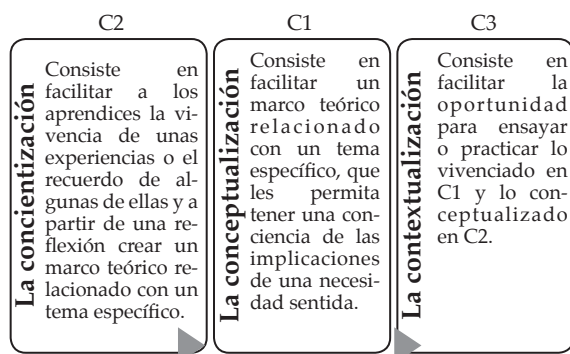 C2
La concientización
Consiste en
facilitar a los
aprendices la vi-
vencia de unas
experiencias o el
recuerdo de al-
gunas de ellas y a
partir de una re-
flexión crear un
marco teórico re-
lacionado con un
tema específico.
C1
La conceptualización
Consiste en
facilitar un
marco teórico
relacionado
con un tema
específico, que
les permita
tener una con-
ciencia de las
implicaciones
de una necesi-
dad sentida.
C3
La contextualización
Consiste en
facilitar la
oportunidad
para ensayar
o practicar lo
vivenciado en
C1 y lo con-
ceptualizado
en C2.